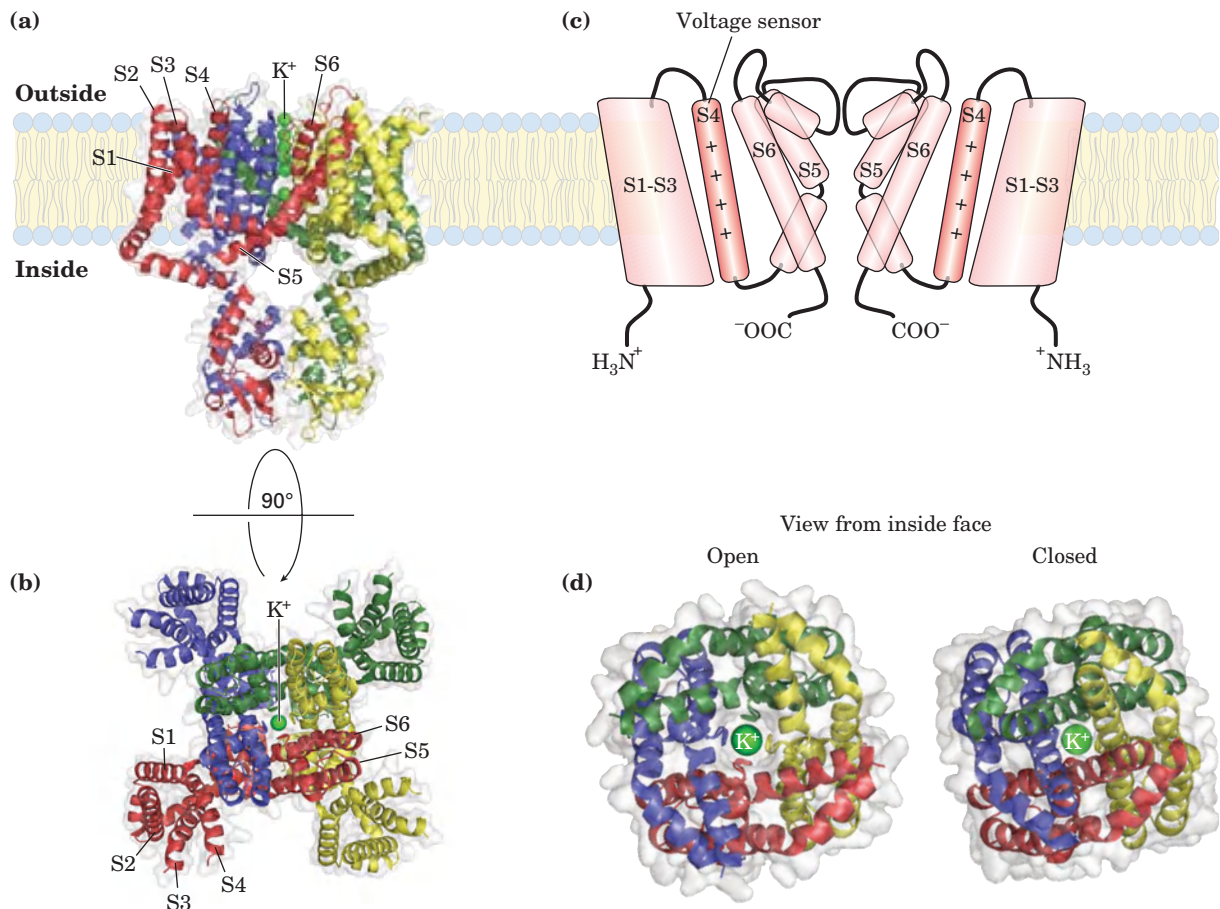 (a)
S2
S3
S4
K+
S6
Outside
S1
Inside
S5
90°
(b)
K+
S1
S6
S5
S2
S3
S4
(c)
Voltage sensor
S4
S6
S5
S5
S6
S4
S1-S3
S1-S3
+
+
+
+
+
+
+
+
⁻OOC
COO⁻
H₃N⁺
⁺NH₃
View from inside face
Open
Closed
(d)
K+
K+